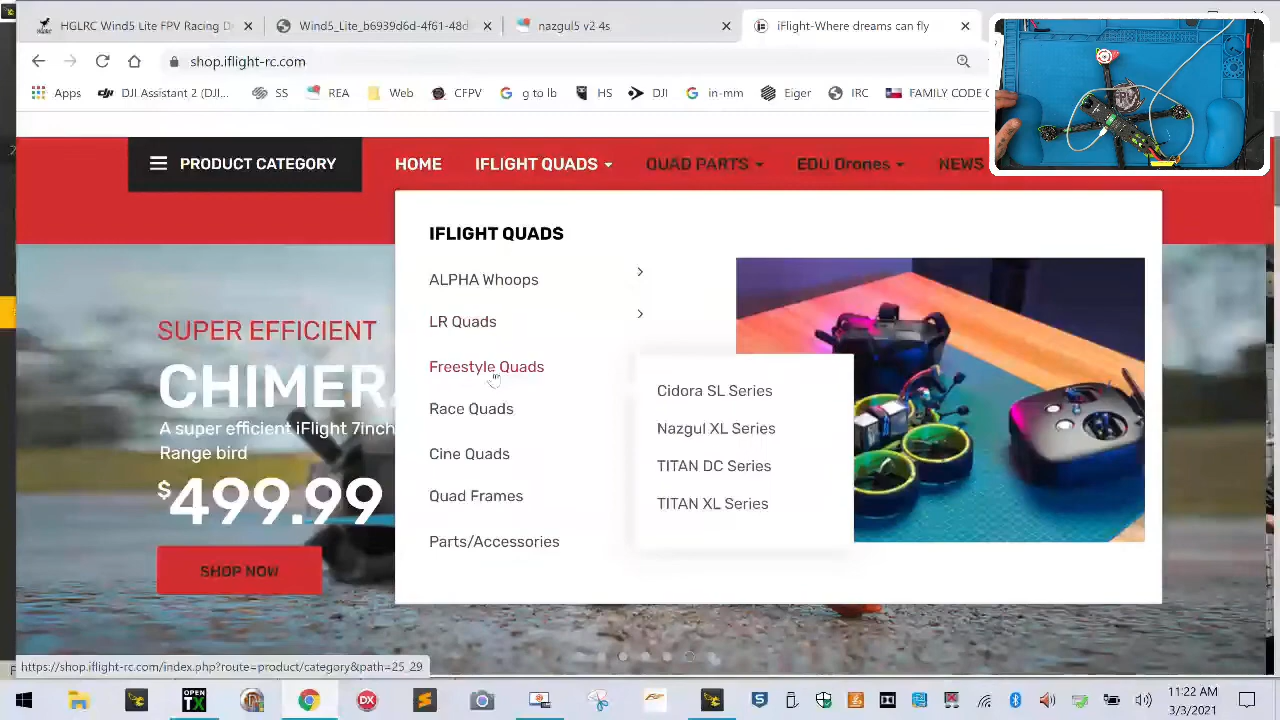 HGLRC Wind5 Lite FPV Racing D
Wind5_Lite_b6939d6d-4f61-48d
nazgul5 v2 4s
iFlight-Where dreams can fly
shop.iflight-rc.com
Apps
DJI Assistant 2 (DJI...
SS
REA
Web
CFPV
g to lb
HS
DJI
in-mm
Eiger
IRC
FAMILY CODE C
PRODUCT CATEGORY
HOME
IFLIGHT QUADS
QUAD PARTS
EDU Drones
NEWS
IFLIGHT QUADS
ALPHA Whoops
LR Quads
Freestyle Quads
Race Quads
Cine Quads
Quad Frames
Parts/Accessories
Cidora SL Series
Nazgul XL Series
TITAN DC Series
TITAN XL Series
SUPER EFFICIENT
CHIMER
A super efficient iFlight 7inch
Range bird
$499.99
SHOP NOW
https://shop.iflight-rc.com/index.php?route=product/category&path=25_29
OPEN
TX
DX
11:22 AM
3/3/2021